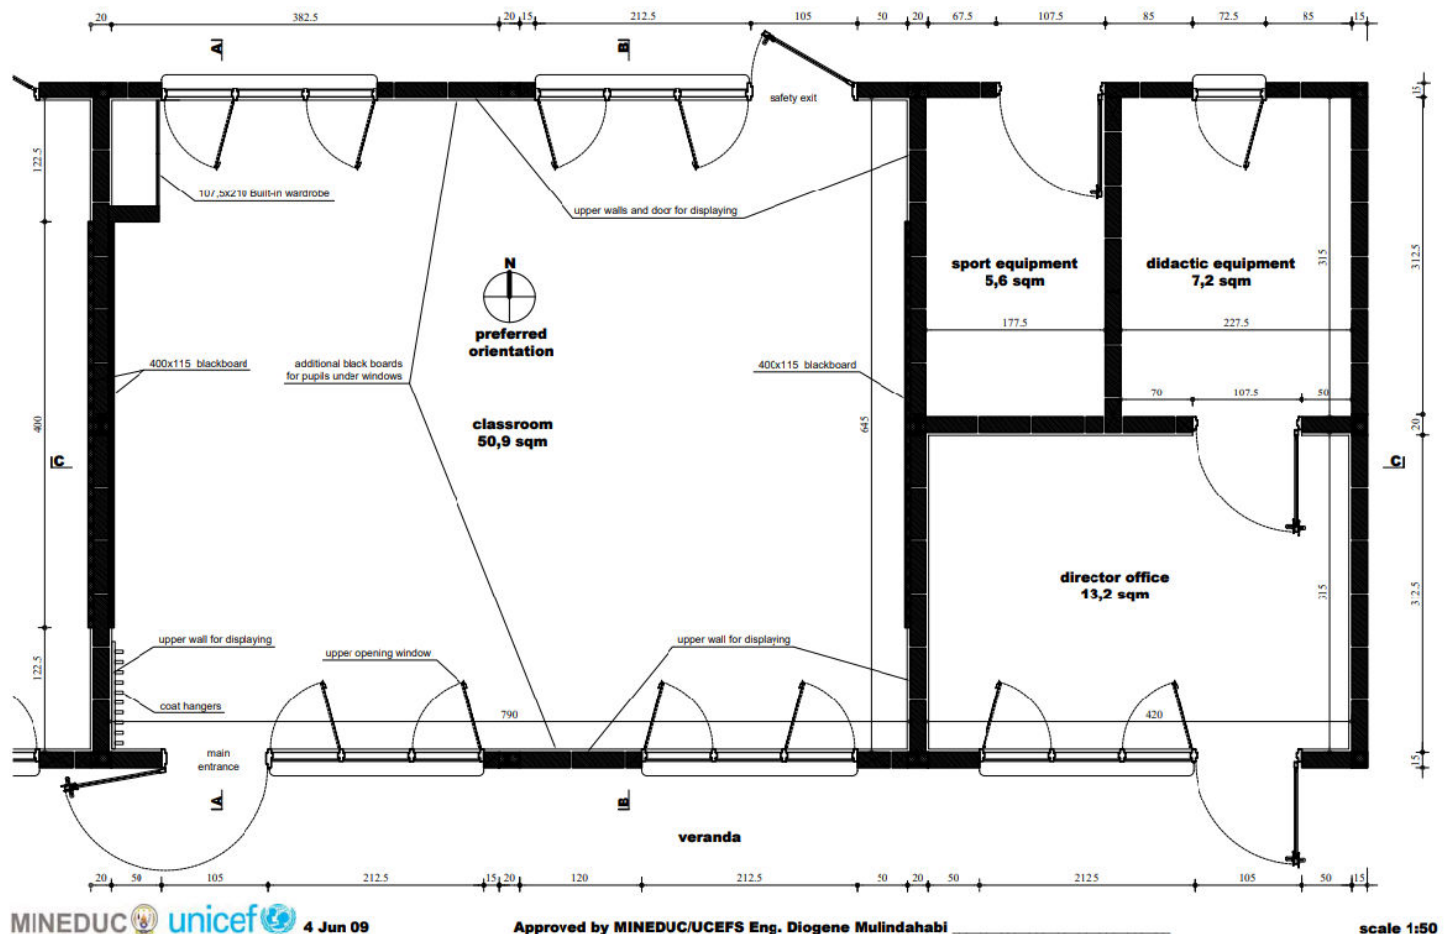 20 382.5 20 15 212.5 105 50 20 67.5 107.5 85 72.5 85 15
A B
safety exit
15
122.5
107,5x210 Built-in wardrobe
upper walls and door for displaying
N
preferred
orientation
sport equipment
5,6 sqm
didactic equipment
7,2 sqm
315
312.5
177.5 227.5
400x115 blackboard
additional black boards
for pupils under windows
400x115 blackboard
70 107.5 50
400
classroom
50,9 sqm
645
20
C C
director office
13,2 sqm
315
312.5
122.5
upper wall for displaying
upper opening window
upper wall for displaying
coat hangers
790 420
main
entrance
15
A B
veranda
20 50 105 212.5 15 20 120 212.5 50 20 50 212.5 105 50 15
MINEDUC unicef 4 Jun 09 Approved by MINEDUC/UCEFS Eng. Diogene Mulindahabi scale 1:50